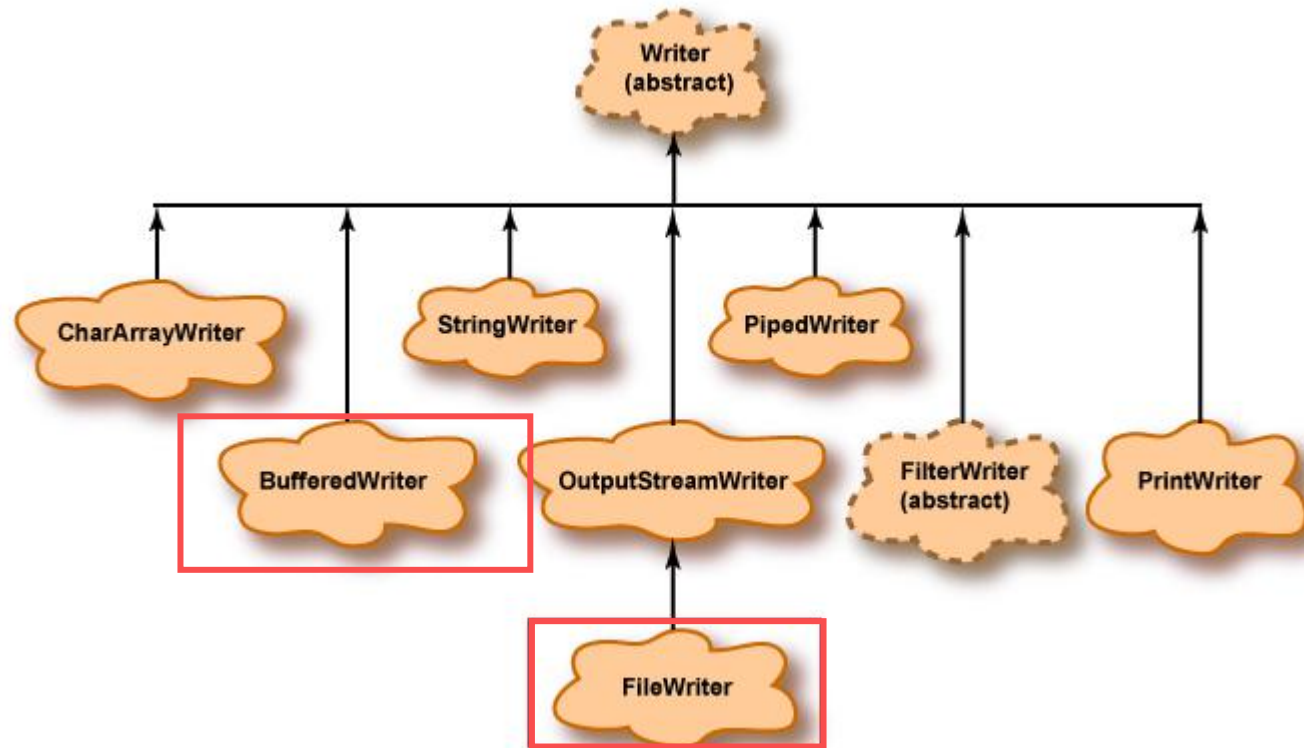 Writer
(abstract)
CharArrayWriter
StringWriter
PipedWriter
BufferedWriter
OutputStreamWriter
FilterWriter
(abstract)
PrintWriter
FileWriter